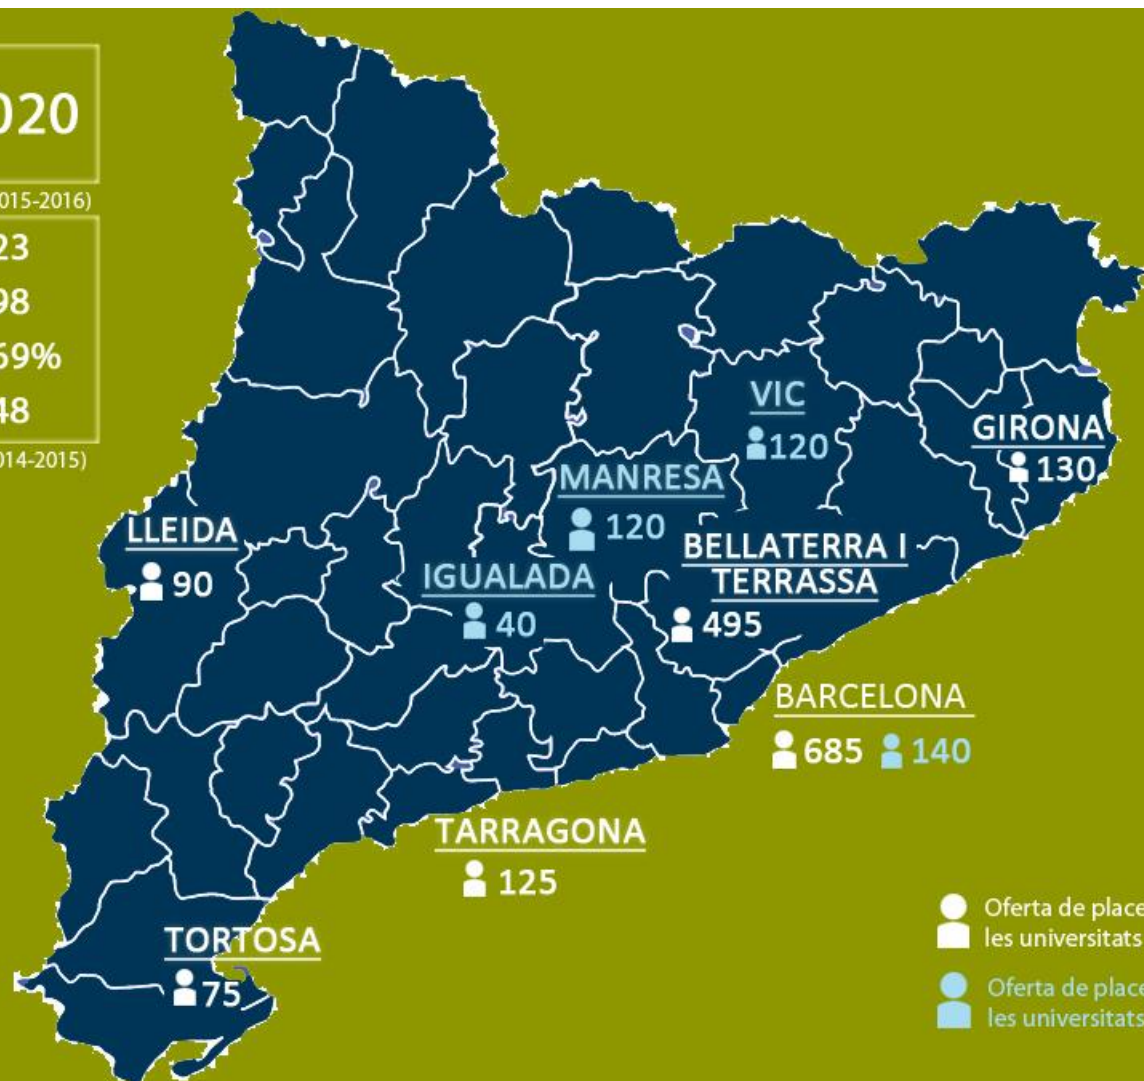 020
015-2016)
23
98
69%
48
014-2015)
VIC
120
GIRONA
130
MANRESA
120
LLEIDA
90
BELLATERRA I
TERRASSA
495
IGUALADA
40
BARCELONA
685 140
TARRAGONA
125
TORTOSA
75
Oferta de place
les universitats
Oferta de place
les universitats